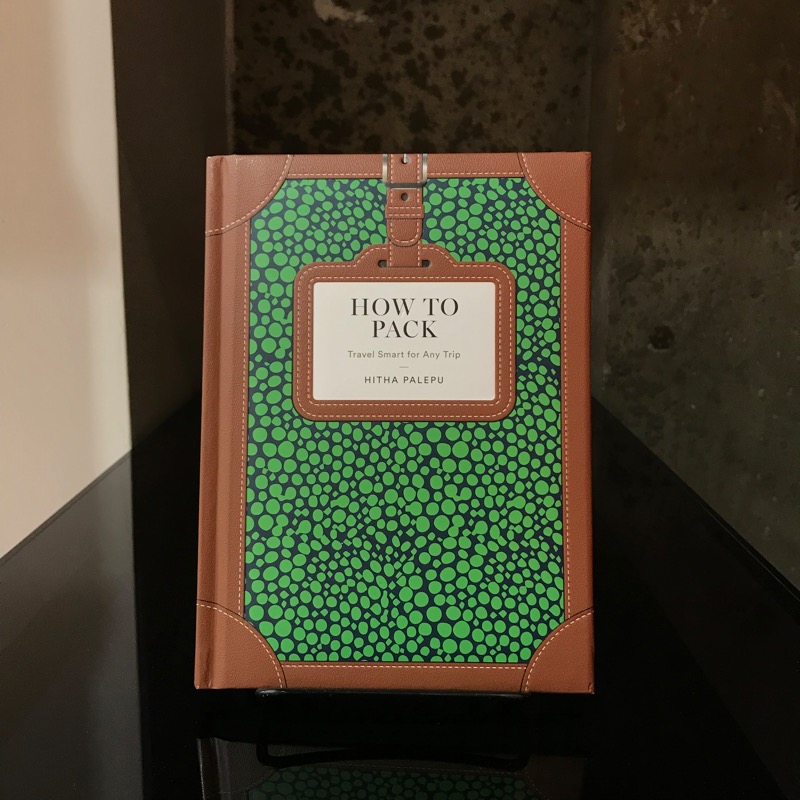 HOW TO
PACK
Travel Smart for Any Trip
HITHA PALEPU